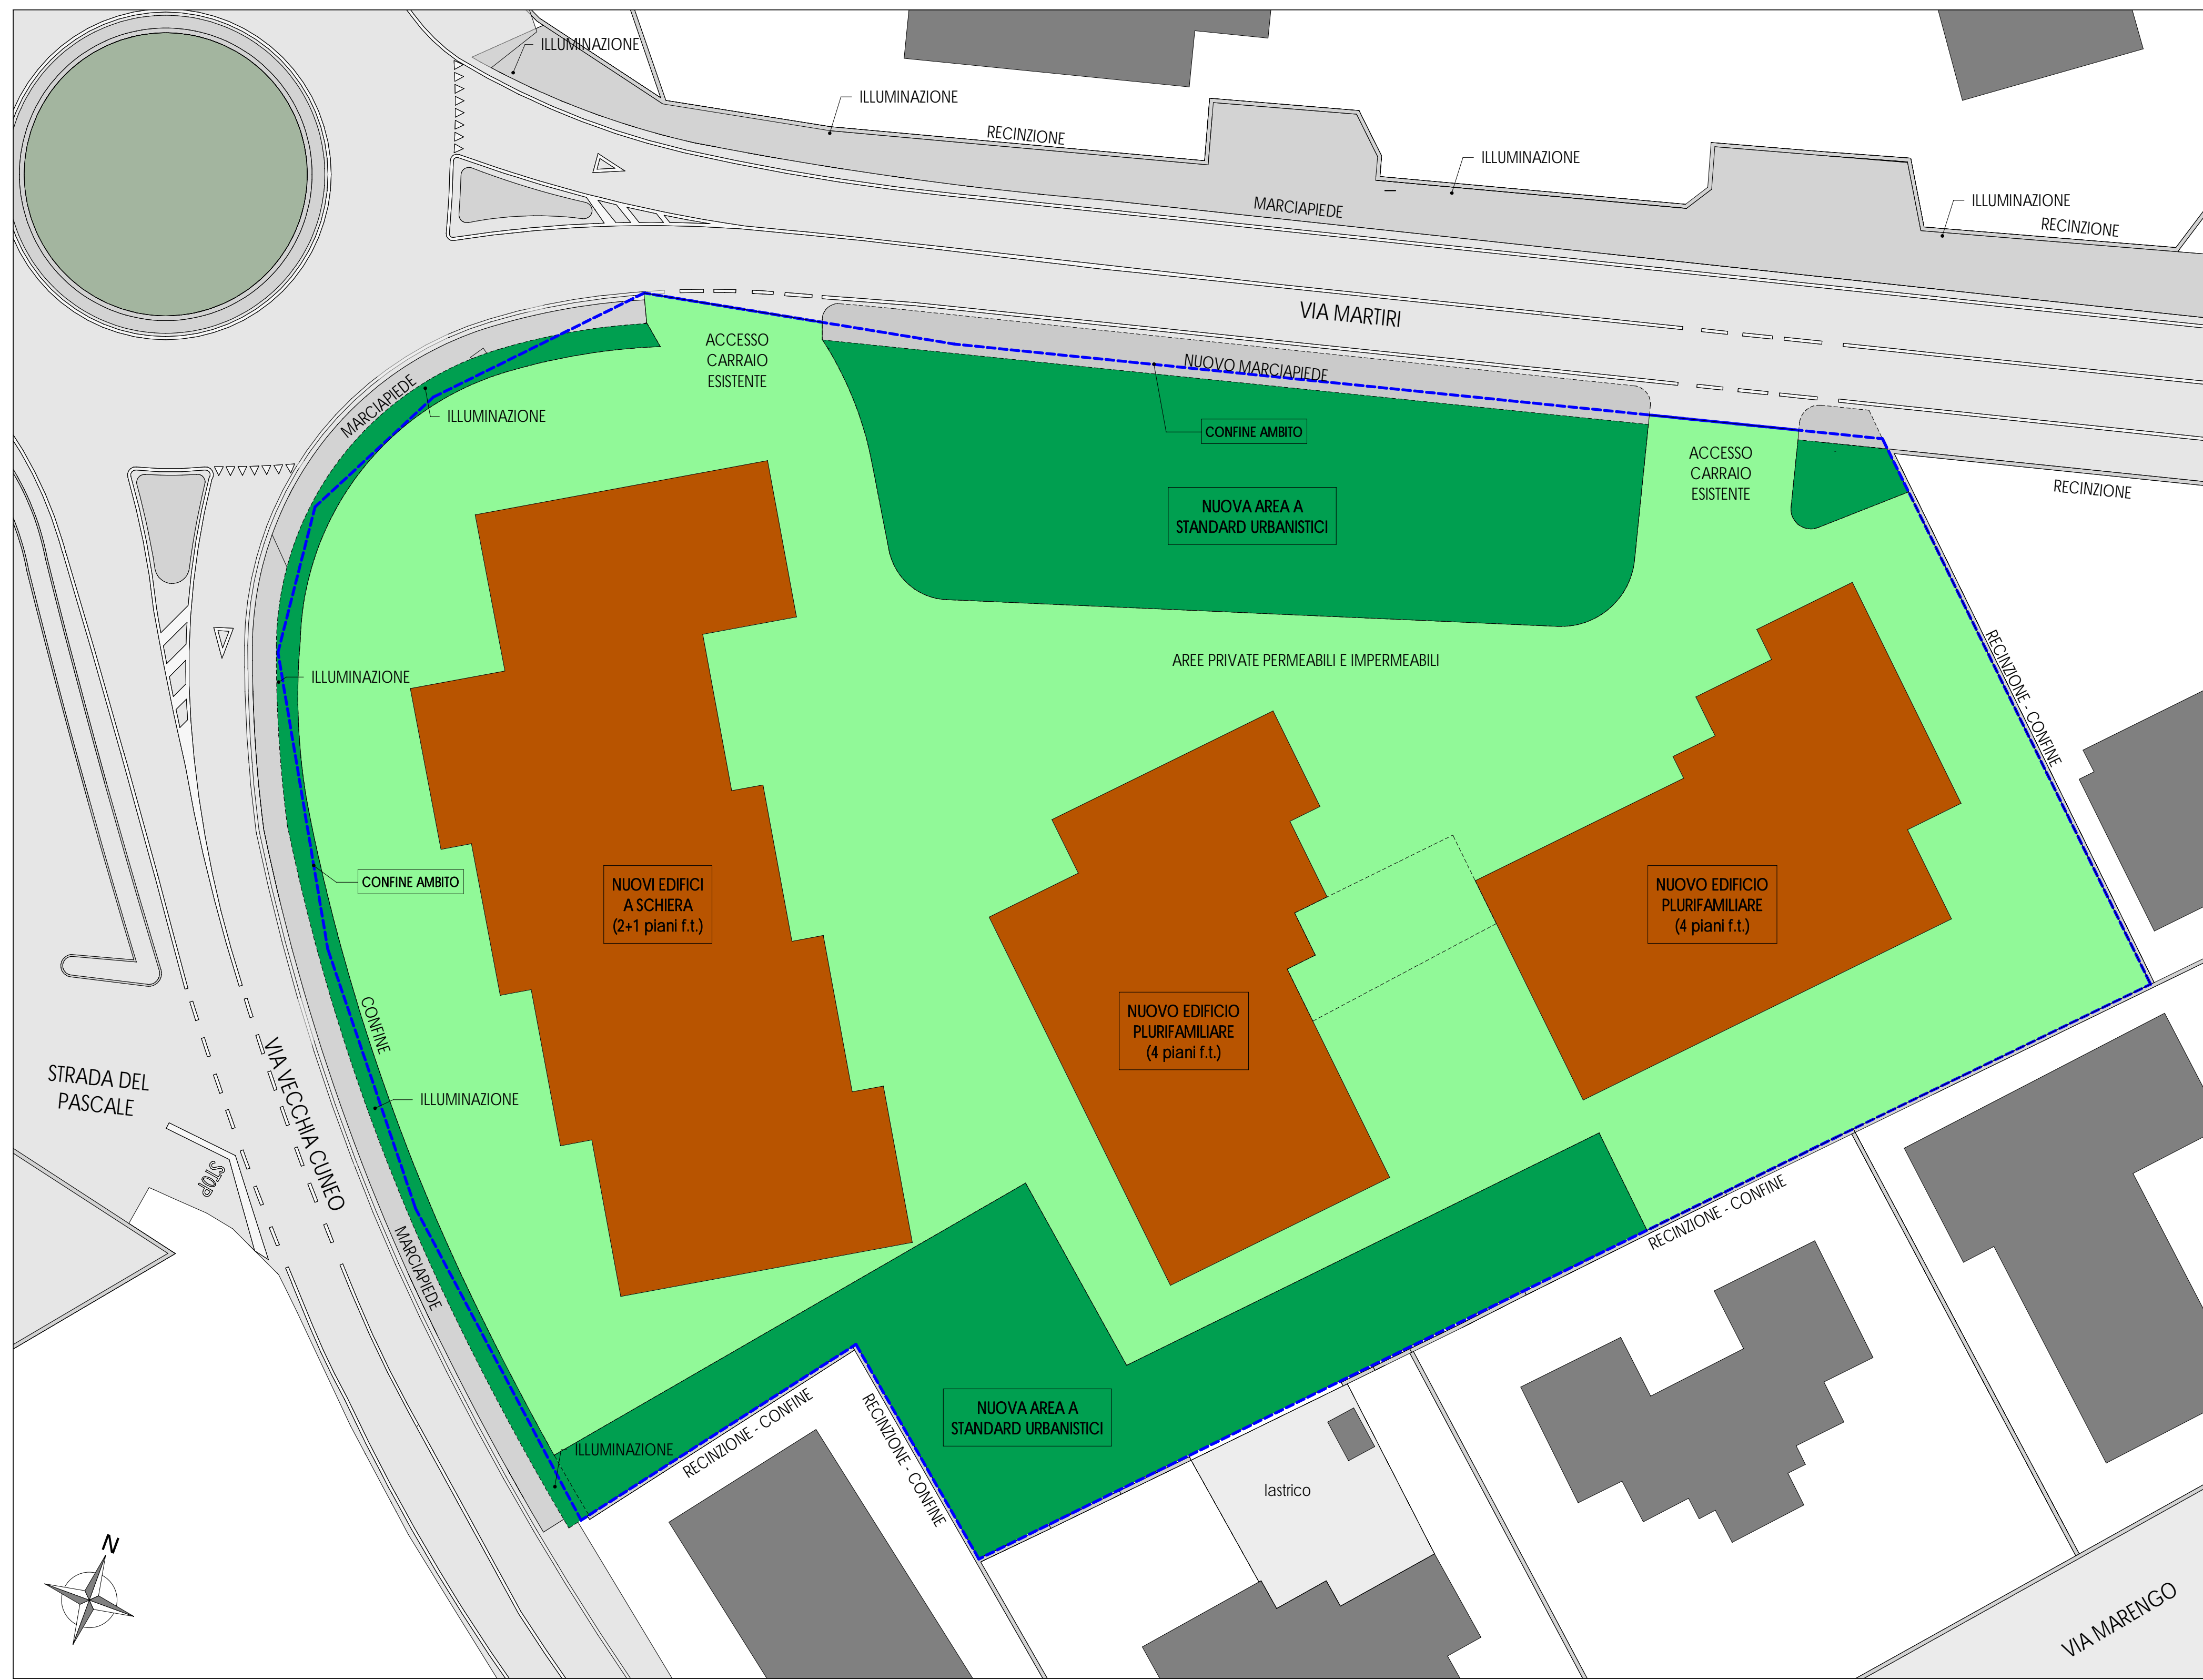 ILLUMINAZIONE
ILLUMINAZIONE
RECINZIONE
ILLUMINAZIONE
MARCIAPIEDE
ILLUMINAZIONE
RECINZIONE
VIA MARTIRI
ACCESSO
CARRAIO
ESISTENTE
NUOVO MARCIAPIEDE
MARCIAPIEDE
ILLUMINAZIONE
CONFINE AMBITO
ACCESSO
CARRAIO
ESISTENTE
RECINZIONE
NUOVA AREA A
STANDARD URBANISTICI
AREE PRIVATE PERMEABILI E IMPERMEABILI
RECINZIONE - CONFINE
ILLUMINAZIONE
CONFINE AMBITO
NUOVI EDIFICI
A SCHIERA
(2+1 piani f.t.)
NUOVO EDIFICIO
PLURIFAMILIARE
(4 piani f.t.)
NUOVO EDIFICIO
PLURIFAMILIARE
(4 piani f.t.)
CONFINE
STRADA DEL
PASCALE
VIA VECCHIA CUNEO
ILLUMINAZIONE
STOP
MARCIAPIEDE
RECINZIONE - CONFINE
NUOVA AREA A
STANDARD URBANISTICI
RECINZIONE - CONFINE
RECINZIONE - CONFINE
ILLUMINAZIONE
lastrico
N
VIA MARENGO